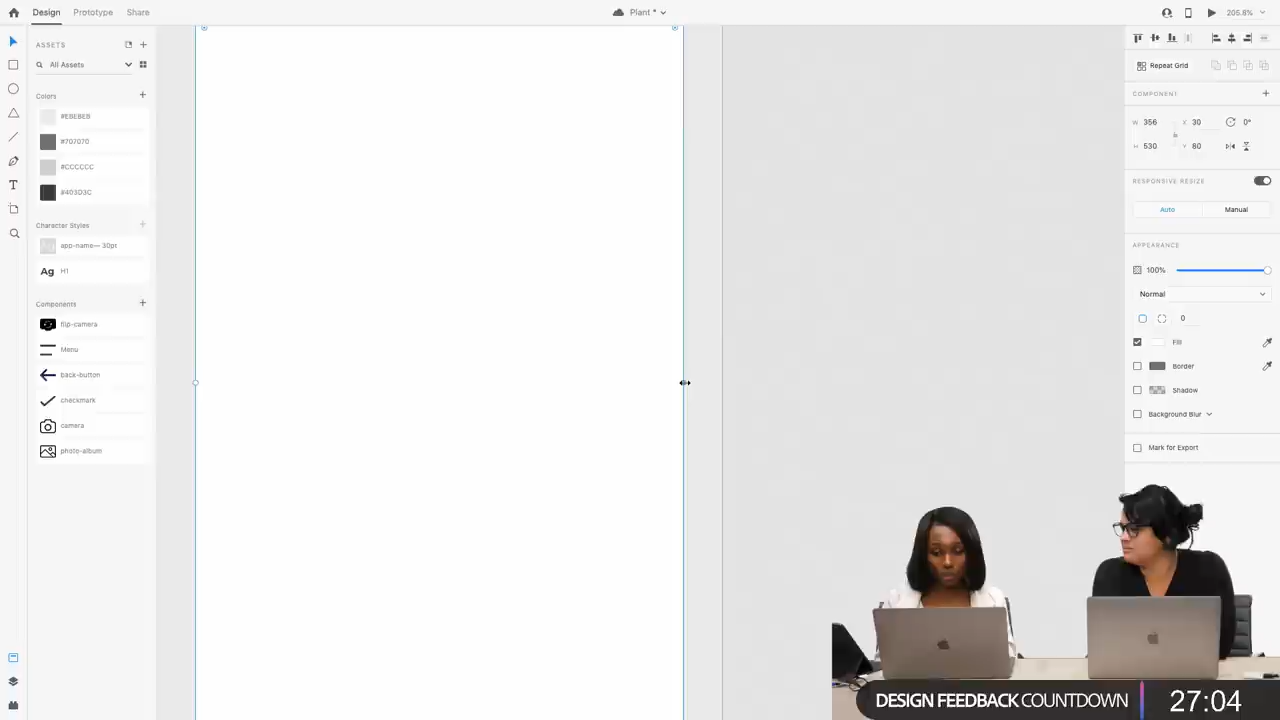 Design Prototype Share
Plant *
205.8%
ASSETS
All Assets
Colors
#EBEBEB
#707070
#CCCCCC
#403D3C
Character Styles
app-name— 30pt
Ag H1
Components
flip-camera
Menu
back-button
checkmark
camera
photo-album
Repeat Grid
COMPONENT
W 356 X 30 0°
H 530 Y 80
RESPONSIVE RESIZE
Auto Manual
APPEARANCE
100%
Normal
0
Fill
Border
Shadow
Background Blur
Mark for Export
DESIGN FEEDBACK COUNTDOWN 27:04